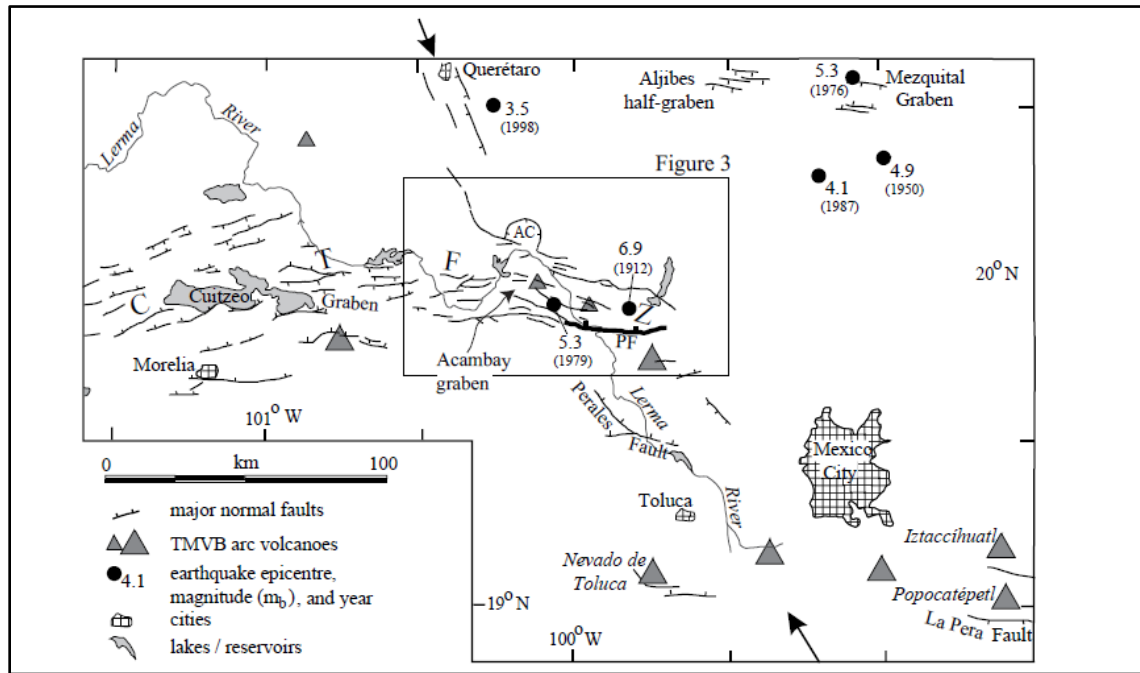 Querétaro
3.5
(1998)
Aljibes
half-graben
5.3
(1976)
Mezquital
Graben
Lerma
River
Figure 3
4.9
(1950)
4.1
(1987)
AC
6.9
(1912)
20° N
C
T
F
Z
Cuitzeo
Graben
PF
5.3
(1979)
Acambay
graben
Morelia
101° W
Perales
Fault
Lerma
River
Mexico
City
Toluca
0 km 100
major normal faults
TMVB arc volcanoes
4.1 earthquake epicentre,
magnitude (mb), and year
cities
lakes / reservoirs
Nevado de
Toluca
19° N
100° W
Iztaccíhuatl
Popocatépetl
La Pera Fault